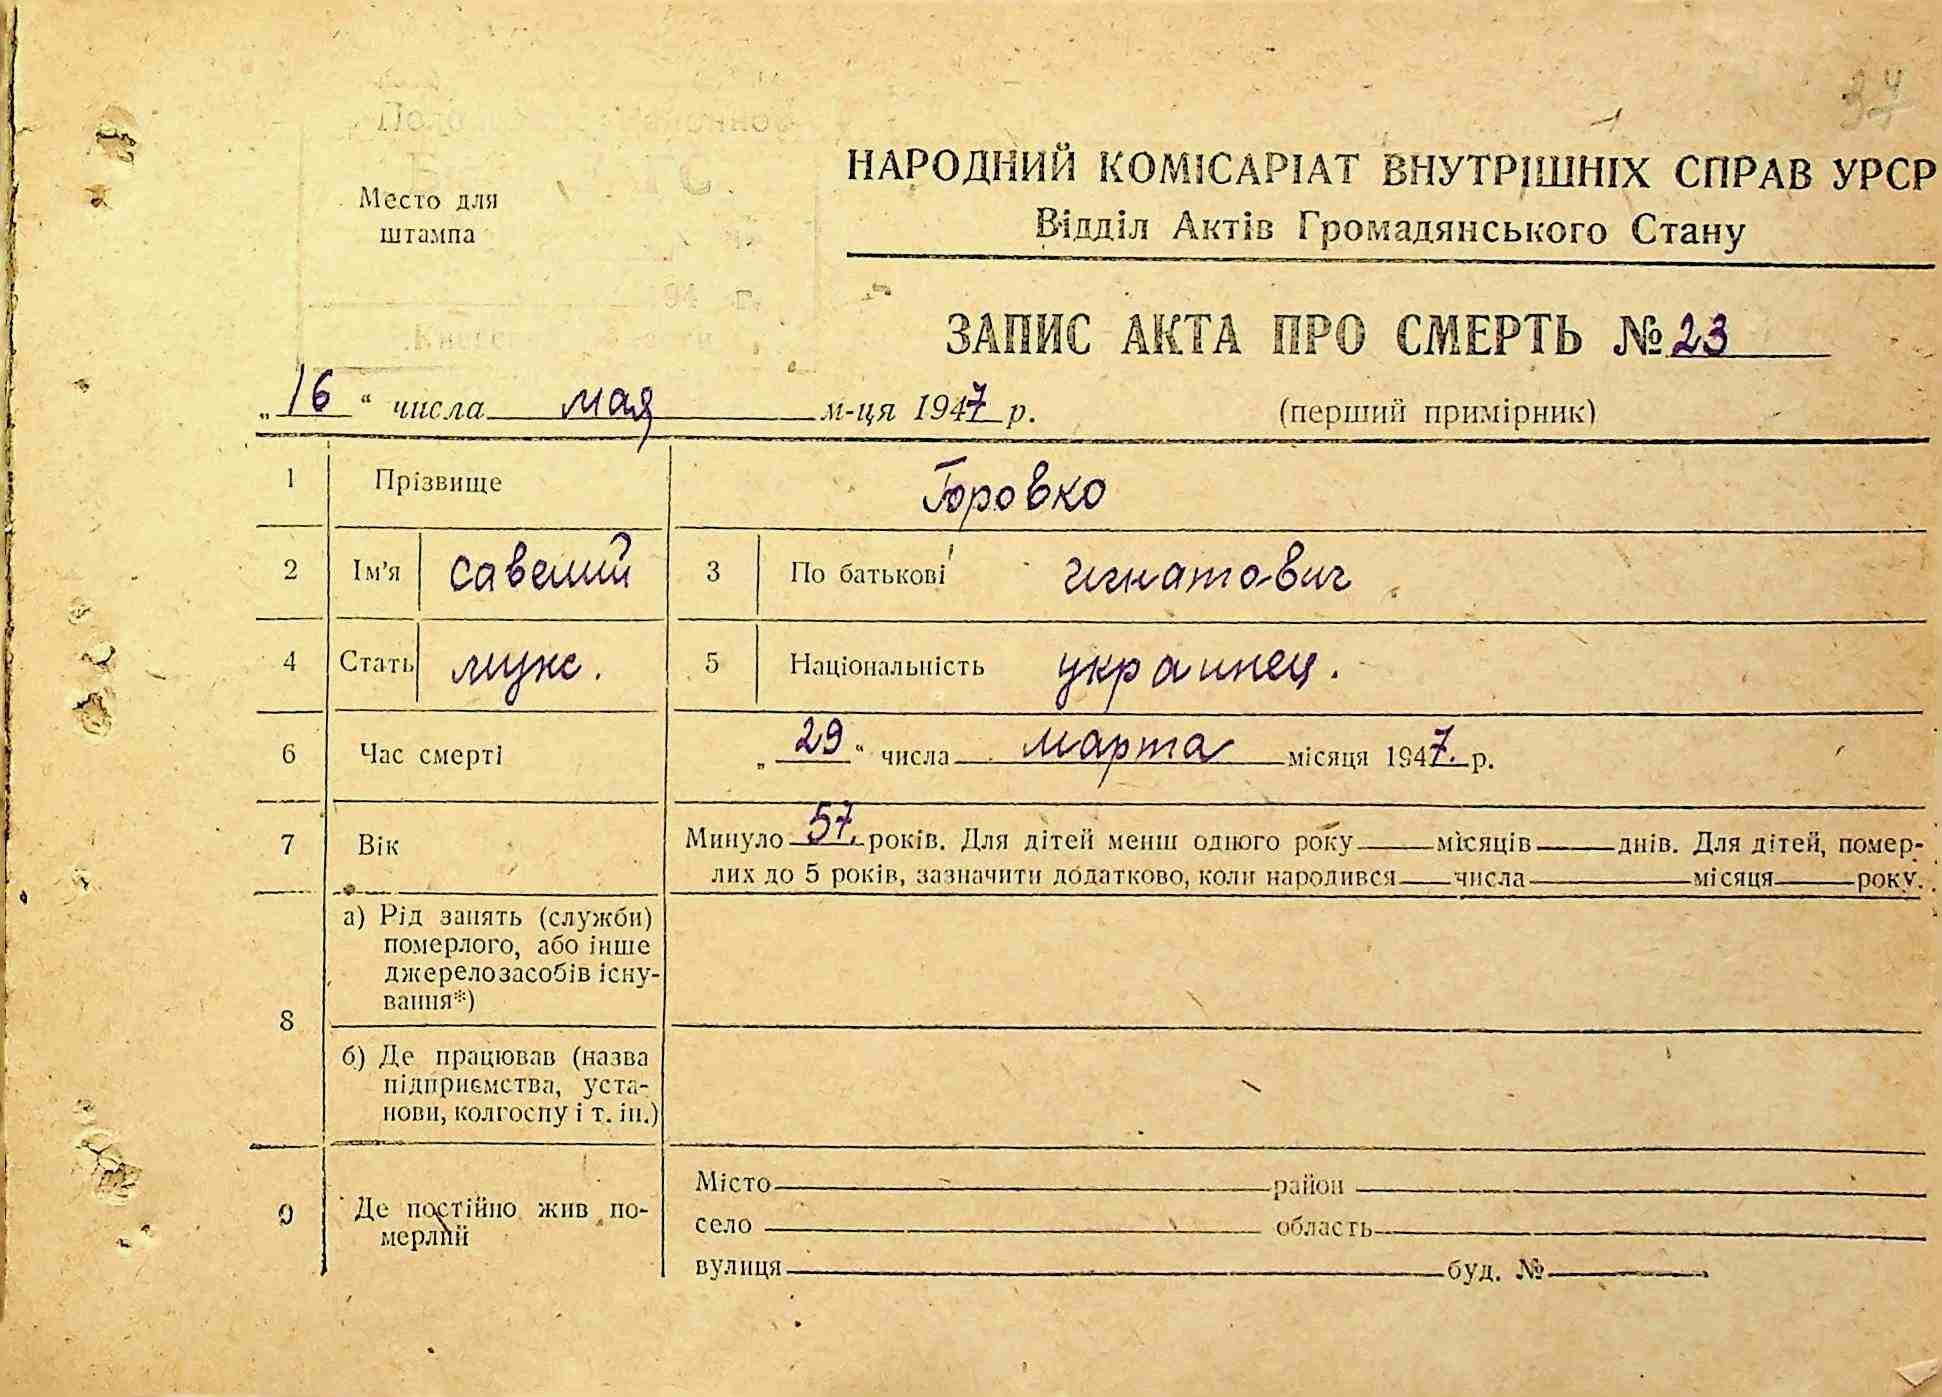 34
НАРОДНИЙ КОМІСАРІАТ ВНУТРІШНІХ СПРАВ УРСР
Відділ Актів Громадянського Стану
Место для
штампа
ЗАПИС АКТА ПРО СМЕРТЬ № 23
„16“ числа мая м-ця 1947 р. (перший примірник)
1 Прізвище Горовко
2 Ім'я Савелий 3 По батькові Игнатович
4 Стать муж. 5 Національність украинец.
6 Час смерті „29“ числа марта місяця 1947. р.
7 Вік Минуло 57. років. Для дітей менш одного року місяців днів. Для дітей, помер-
лих до 5 років, зазначити додатково, коли народився числа місяця року.
8 а) Рід занять (служби)
померлого, або інше
джерело засобів існу-
вання*)
б) Де працював (назва
підприємства, уста-
нови, колгоспу і т. ін.)
9 Де постійно жив по-
мерлий
Місто район
село область
вулиця буд. №